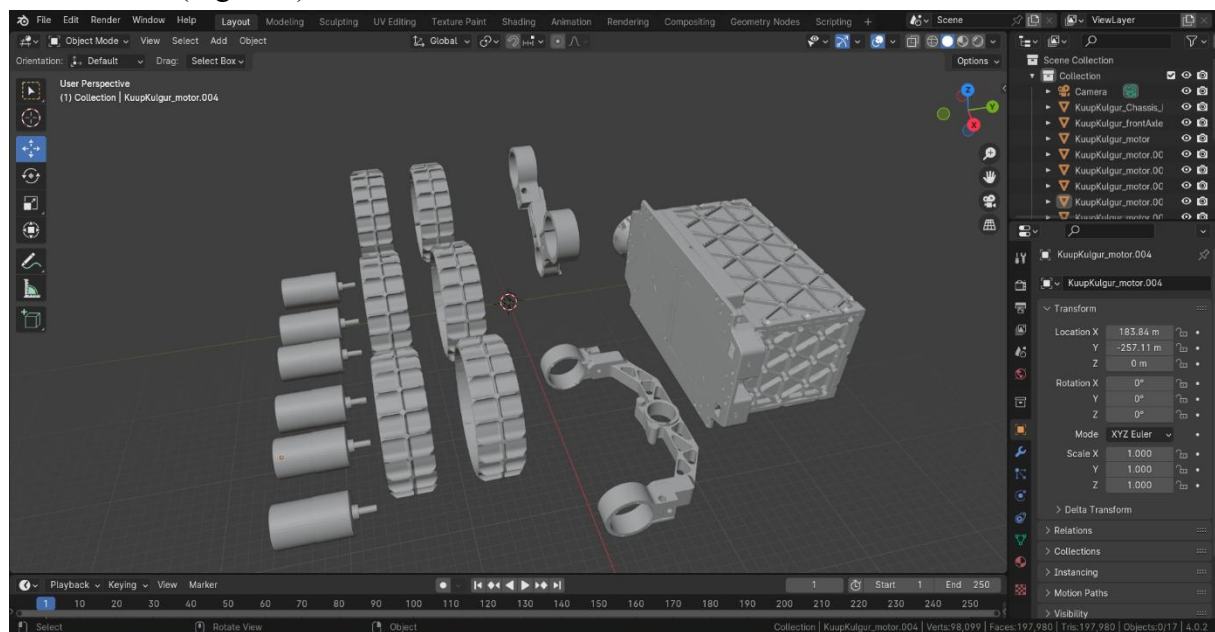 File Edit Render Window Help Layout Modeling Sculpting UV Editing Texture Paint Shading Animation Rendering Compositing Geometry Nodes Scripting + Scene ViewLayer
Object Mode View Select Add Object Global
Orientation: Default Drag: Select Box Options
User Perspective
(1) Collection | KuupKulgur_motor.004
Z
Y
X
Scene Collection
Collection
Camera
KuupKulgur_Chassis_
KuupKulgur_frontAxle
KuupKulgur_motor
KuupKulgur_motor.00
KuupKulgur_motor.00
KuupKulgur_motor.00
KuupKulgur_motor.00
KuupKulgur_motor.00
KuupKulgur_motor.004
KuupKulgur_motor.004
Transform
Location X 183.84 m
Y -257.11 m
Z 0 m
Rotation X 0°
Y 0°
Z 0°
Mode XYZ Euler
Scale X 1.000
Y 1.000
Z 1.000
> Delta Transform
> Relations
> Collections
> Instancing
> Motion Paths
> Visibility
Playback Keying View Marker 1 Start 1 End 250
1 10 20 30 40 50 60 70 80 90 100 110 120 130 140 150 160 170 180 190 200 210 220 230 240 250
Select Rotate View Object Collection | KuupKulgur_motor.004 | Verts:98,099 | Faces:197,980 | Tris:197,980 | Objects:0/17 | 4.0.2